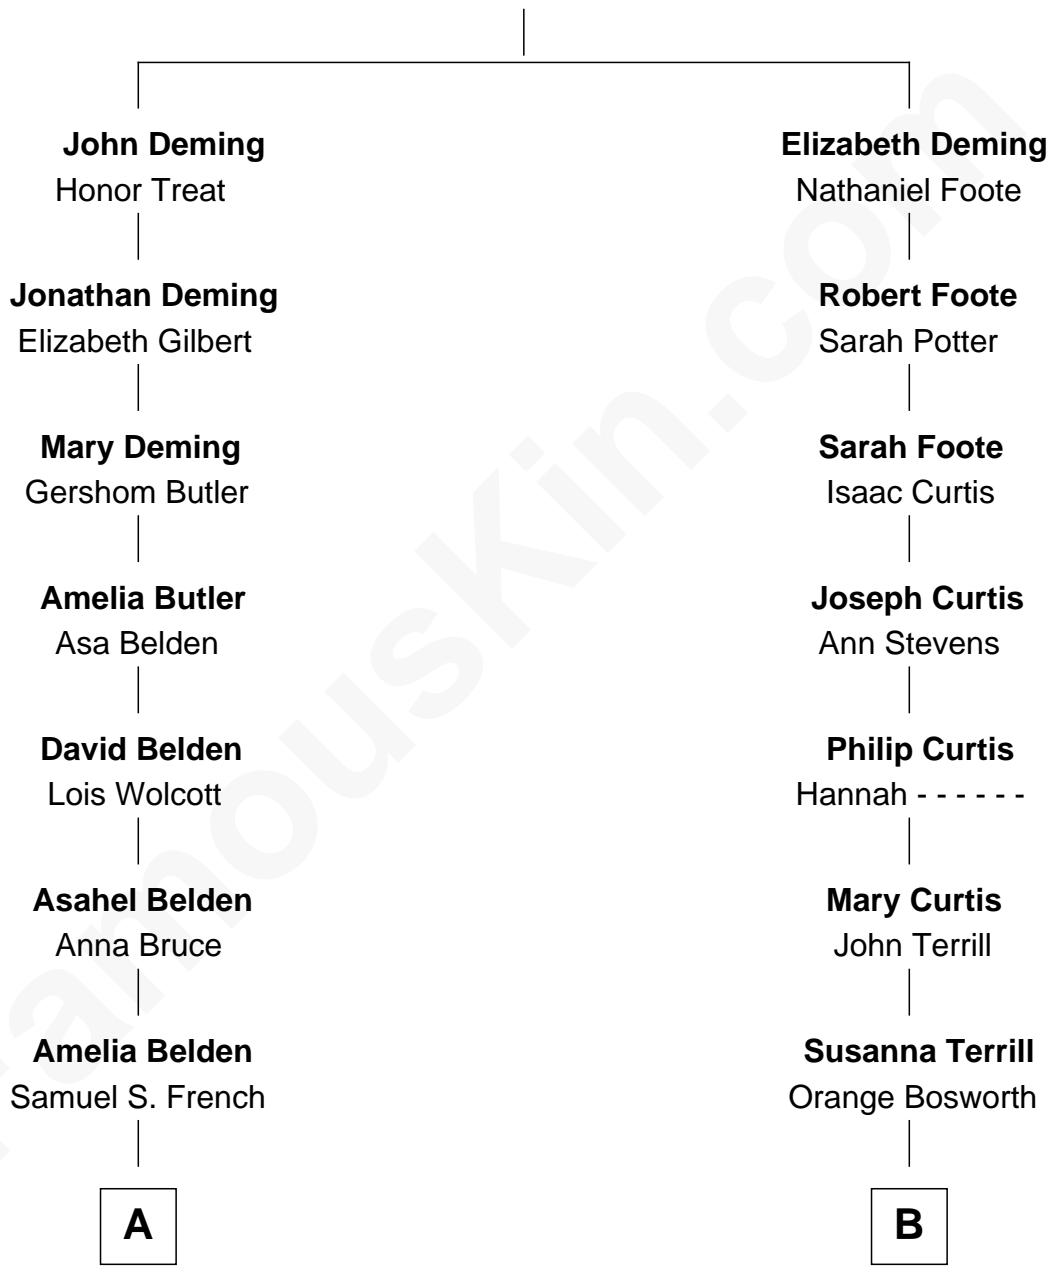 John Deming
Honor Treat
Jonathan Deming
Elizabeth Gilbert
Mary Deming
Gershom Butler
Amelia Butler
Asa Belden
David Belden
Lois Wolcott
Asahel Belden
Anna Bruce
Amelia Belden
Samuel S. French
A
Elizabeth Deming
Nathaniel Foote
Robert Foote
Sarah Potter
Sarah Foote
Isaac Curtis
Joseph Curtis
Ann Stevens
Philip Curtis
Hannah - - - - - -
Mary Curtis
John Terrill
Susanna Terrill
Orange Bosworth
B
FamousKin.com